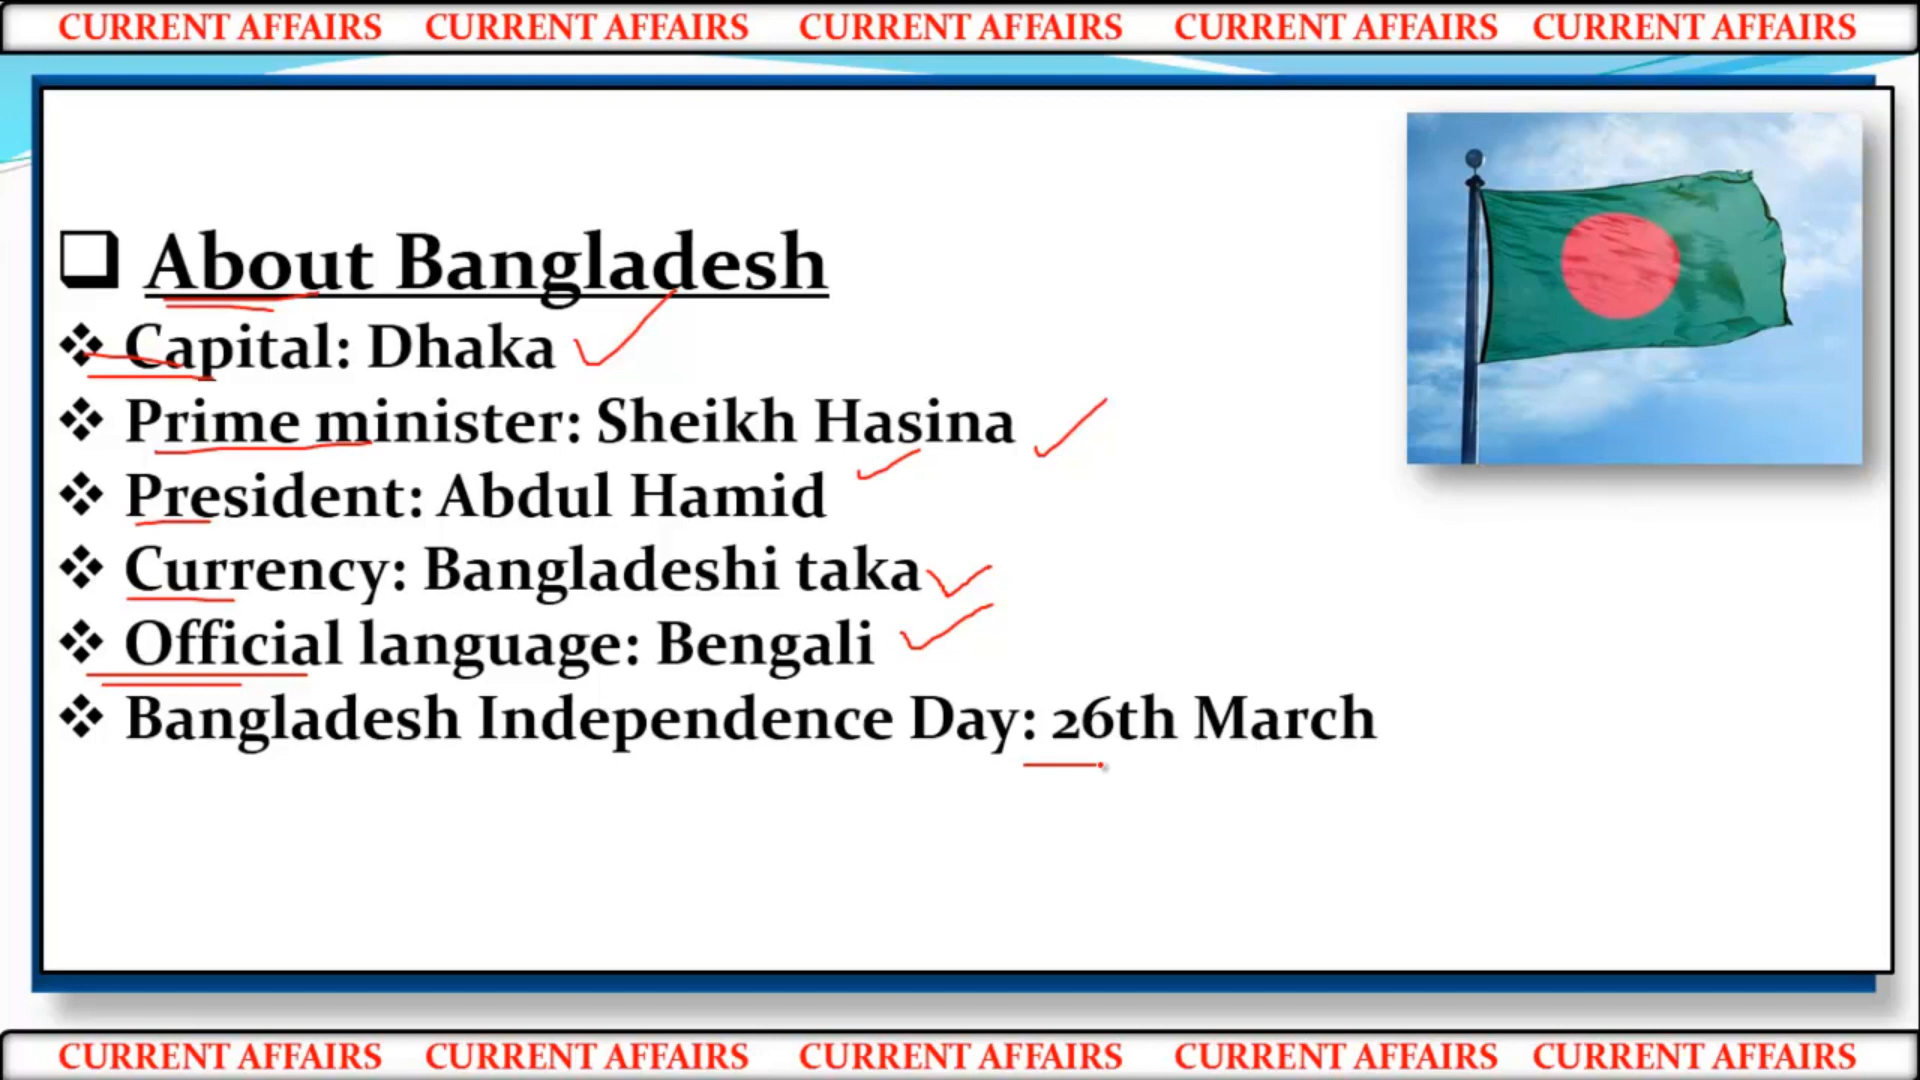 CURRENT AFFAIRS CURRENT AFFAIRS CURRENT AFFAIRS CURRENT AFFAIRS CURRENT AFFAIRS
About Bangladesh
Capital: Dhaka
Prime minister: Sheikh Hasina
President: Abdul Hamid
Currency: Bangladeshi taka
Official language: Bengali
Bangladesh Independence Day: 26th March
CURRENT AFFAIRS CURRENT AFFAIRS CURRENT AFFAIRS CURRENT AFFAIRS CURRENT AFFAIRS